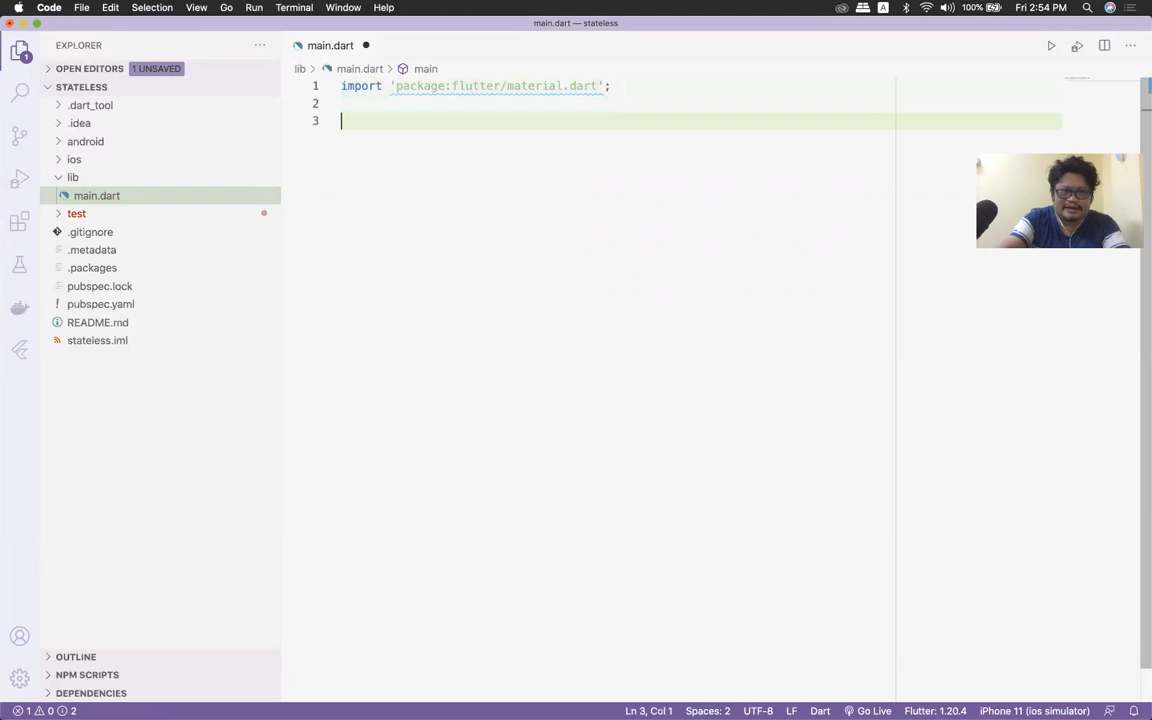 Code File Edit Selection View Go Run Terminal Window Help A 100% Fri 2:54 PM
main.dart — stateless
EXPLORER
main.dart
OPEN EDITORS 1 UNSAVED
lib > main.dart > main
STATELESS
1 import 'package:flutter/material.dart';
2
3
.dart_tool
.idea
android
ios
lib
main.dart
test
.gitignore
.metadata
.packages
pubspec.lock
! pubspec.yaml
README.md
stateless.iml
1
OUTLINE
NPM SCRIPTS
DEPENDENCIES
1 0 2 Ln 3, Col 1 Spaces: 2 UTF-8 LF Dart Go Live Flutter: 1.20.4 iPhone 11 (ios simulator)